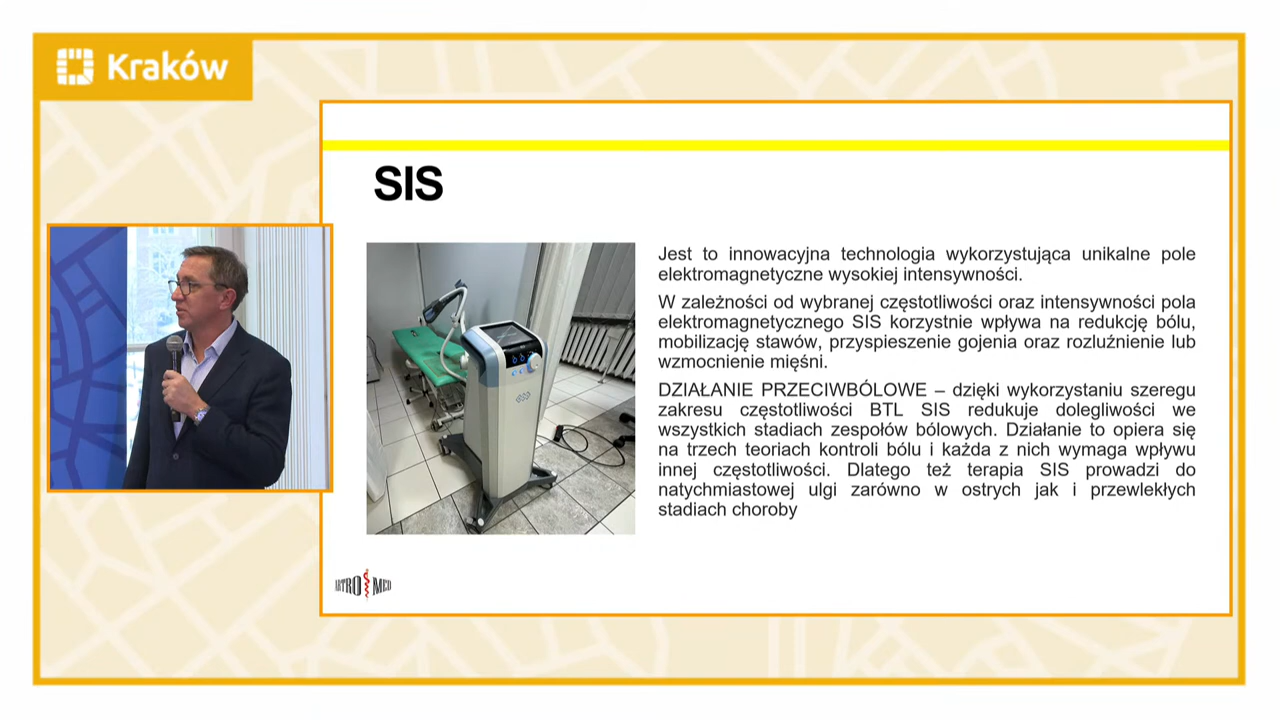 Kraków
SIS
Jest to innowacyjna technologia wykorzystująca unikalne pole
elektromagnetyczne wysokiej intensywności.
W zależności od wybranej częstotliwości oraz intensywności pola
elektromagnetycznego SIS korzystnie wpływa na redukcję bólu,
mobilizację stawów, przyspieszenie gojenia oraz rozluźnienie lub
wzmocnienie mięśni.
DZIAŁANIE PRZECIWBÓLOWE – dzięki wykorzystaniu szeregu
zakresu częstotliwości BTL SIS redukuje dolegliwości we
wszystkich stadiach zespołów bólowych. Działanie to opiera się
na trzech teoriach kontroli bólu i każda z nich wymaga wpływu
innej częstotliwości. Dlatego też terapia SIS prowadzi do
natychmiastowej ulgi zarówno w ostrych jak i przewlekłych
stadiach choroby
ARTRO MED